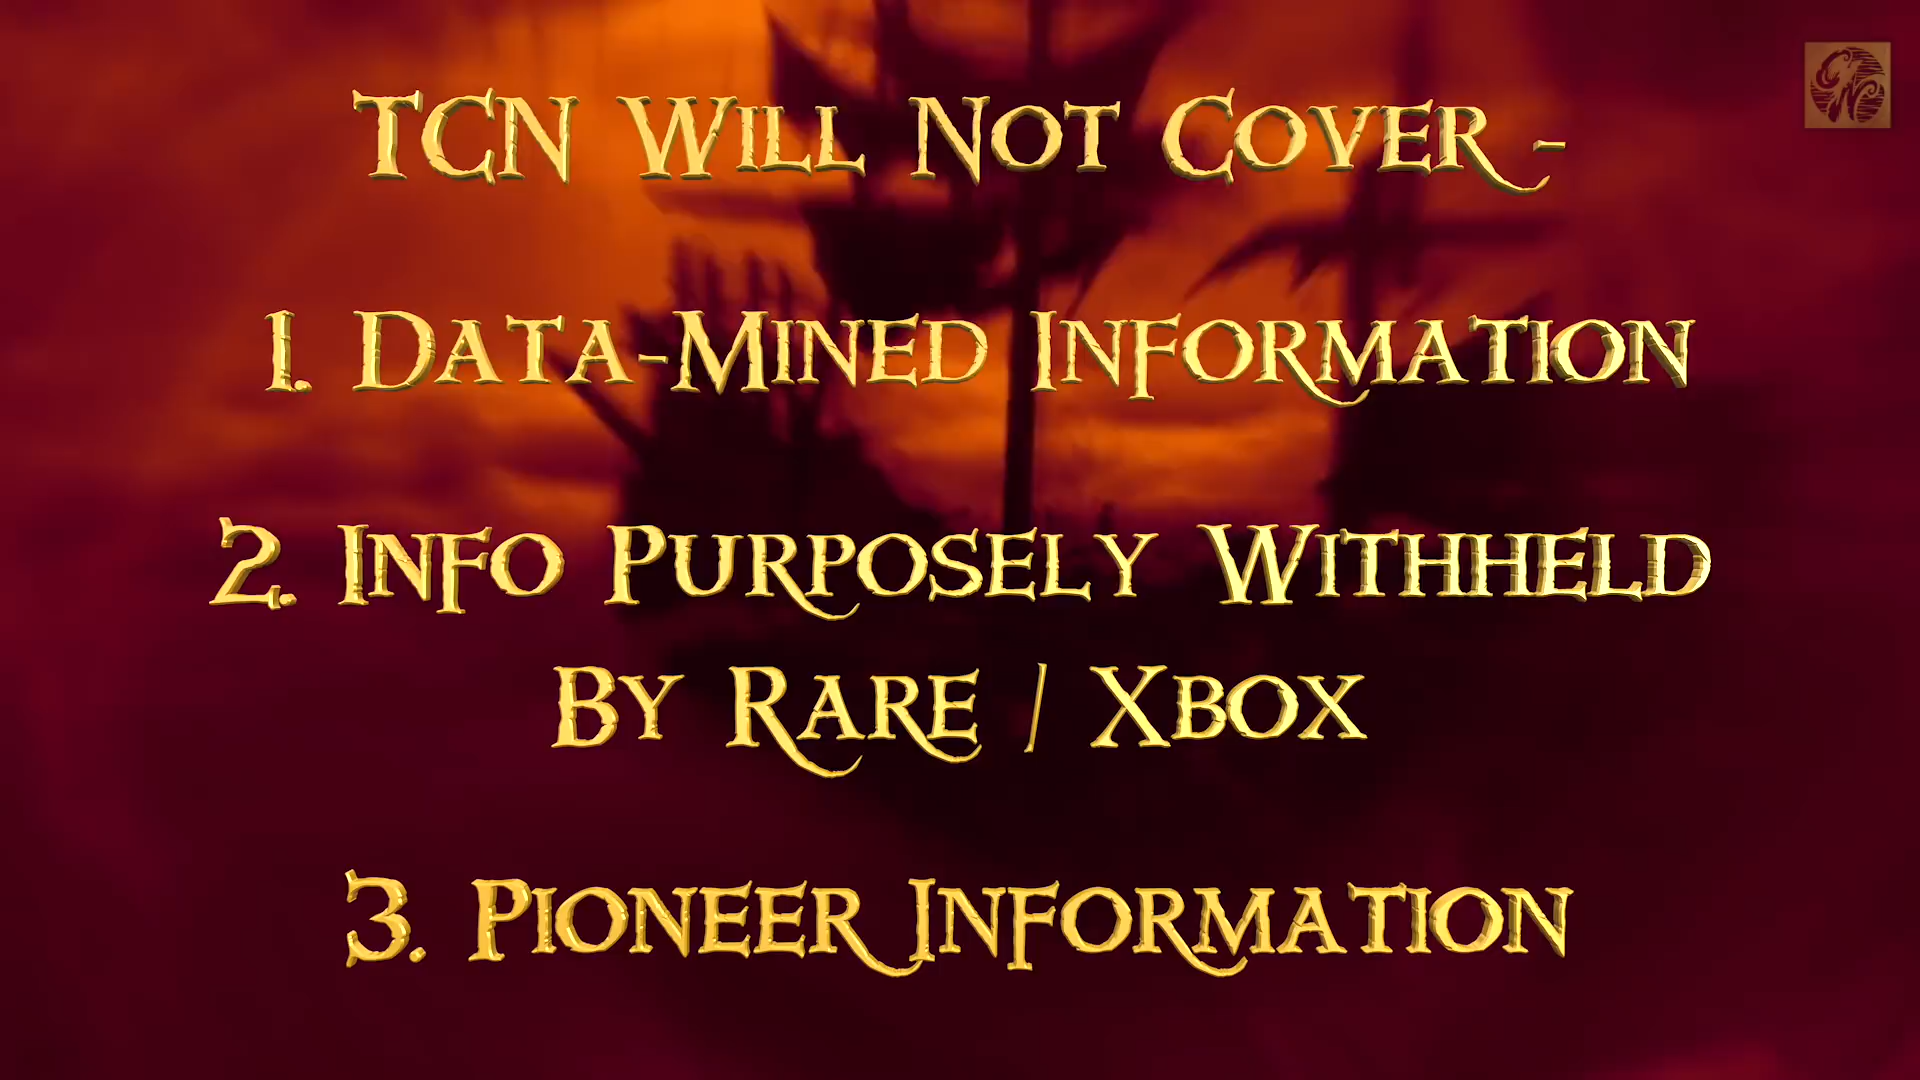 TCN Will Not Cover -
1. Data-Mined Information
2. Info Purposely Withheld
By Rare / Xbox
3. Pioneer Information